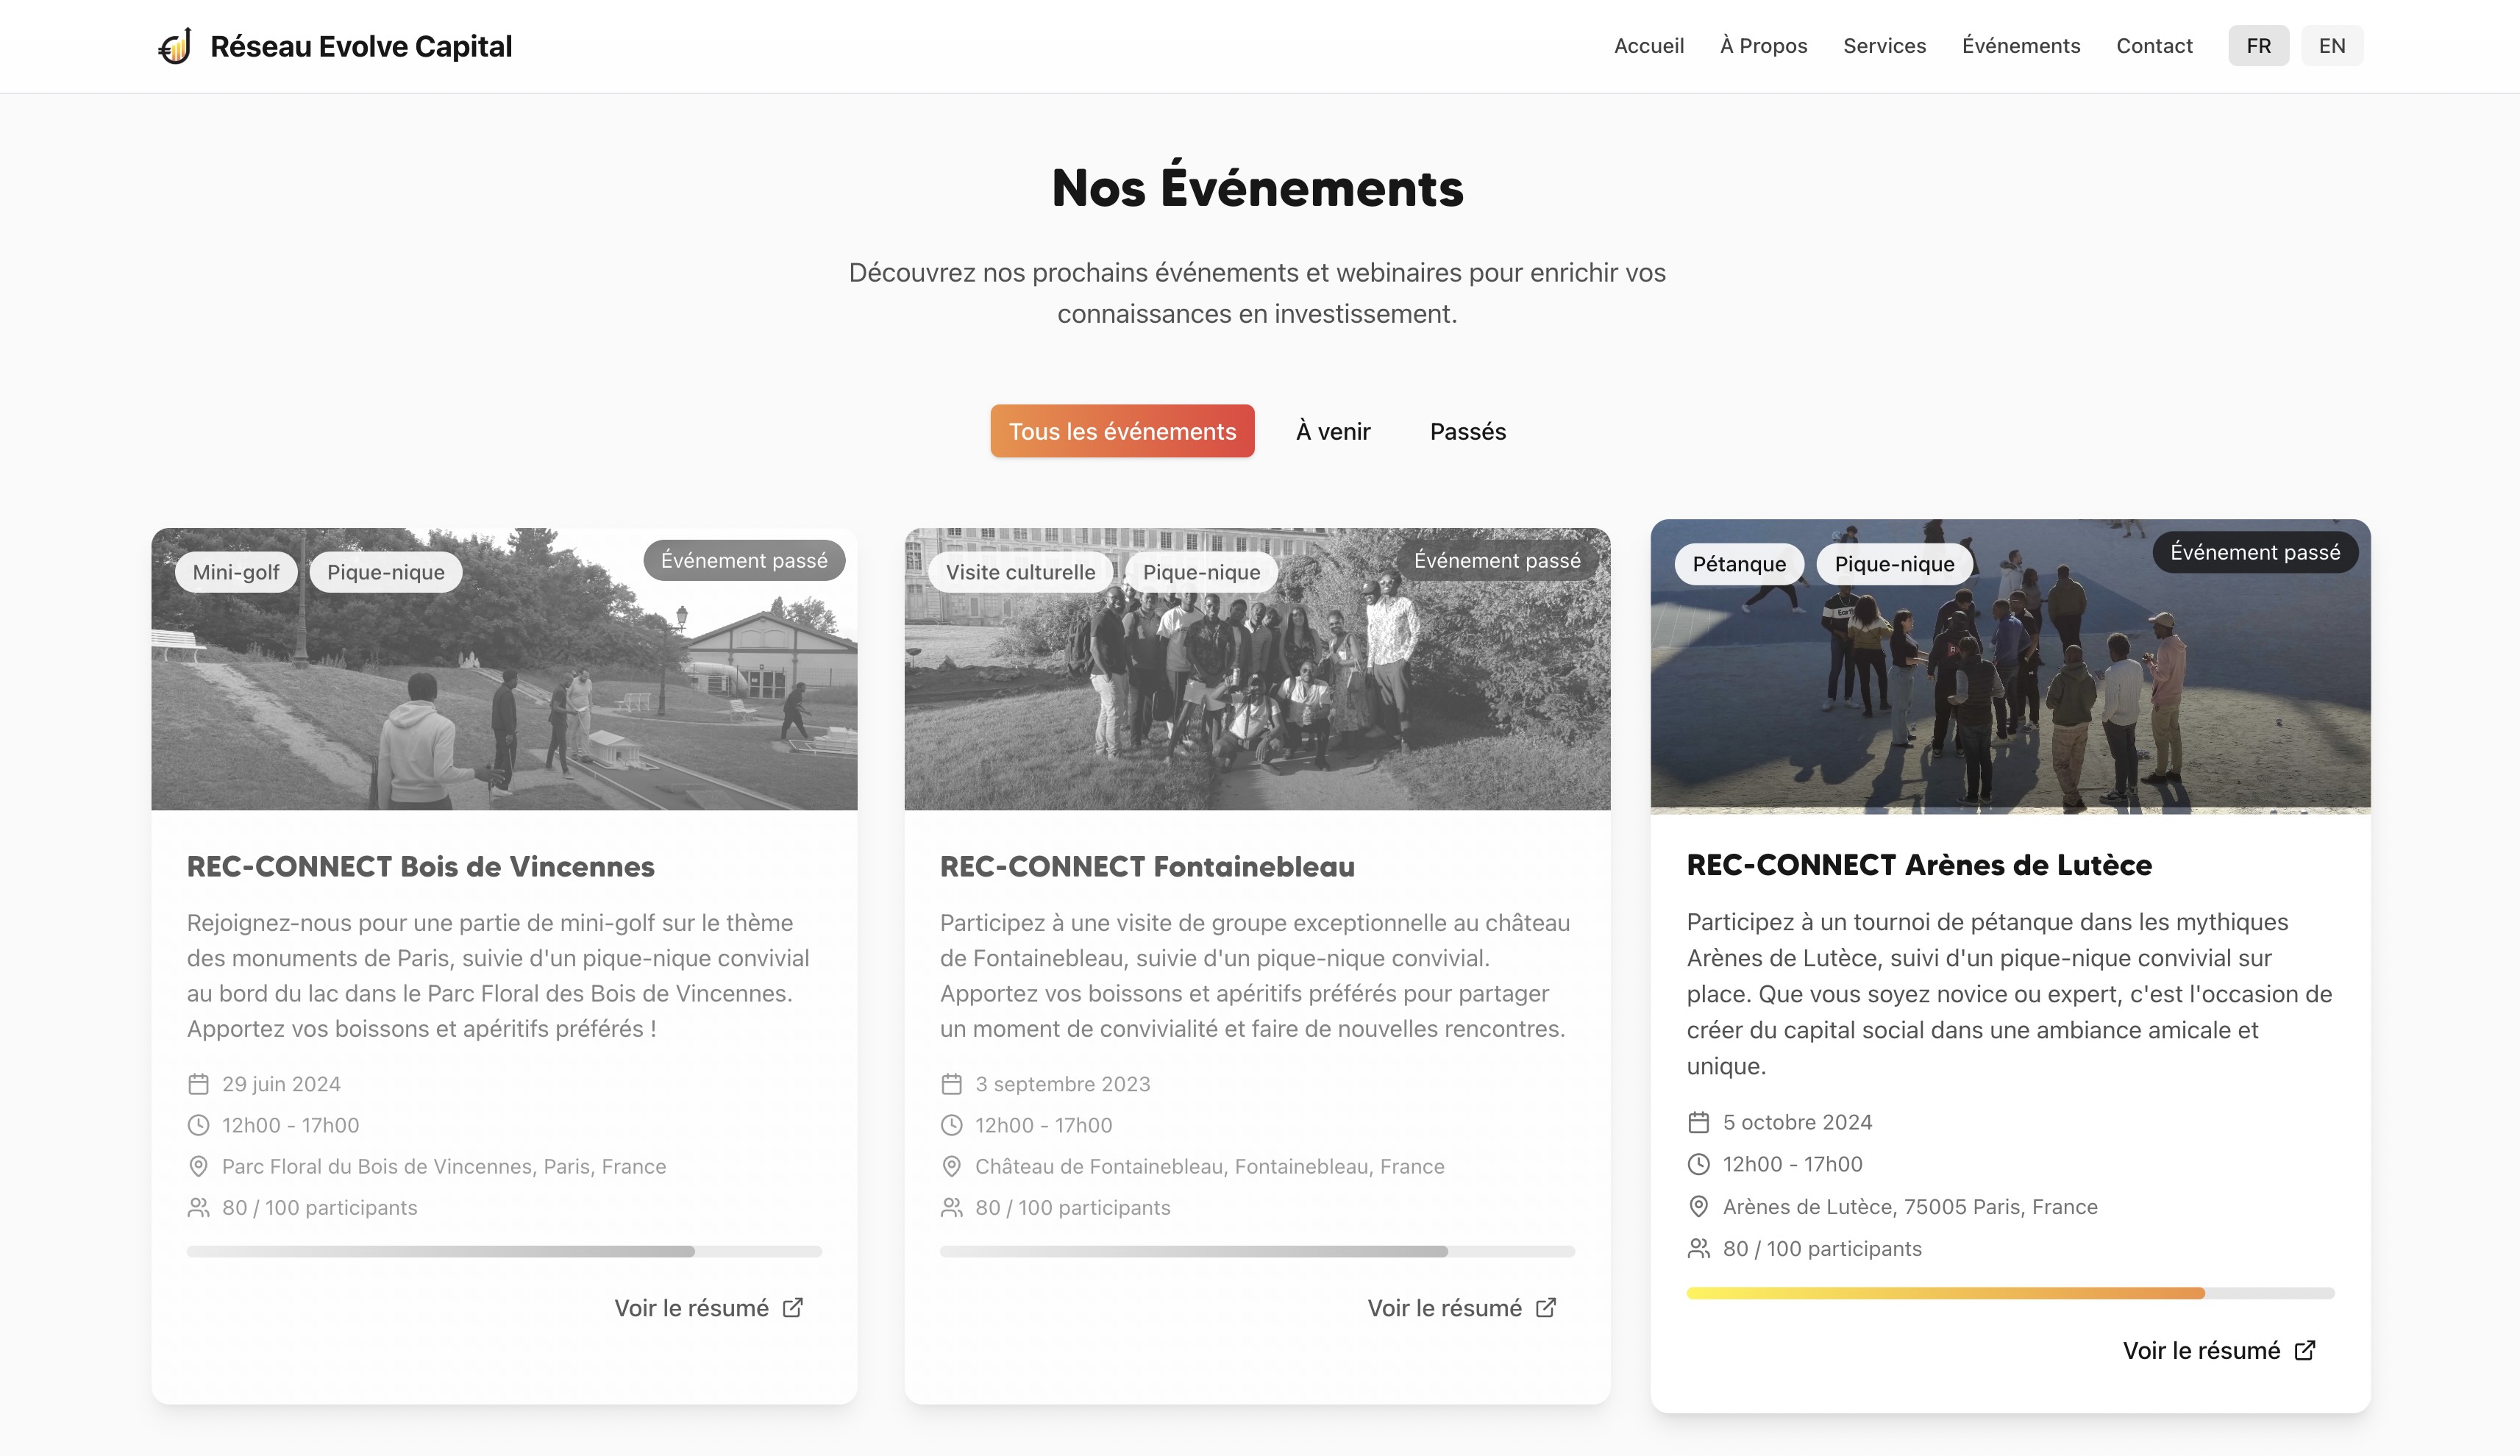 Réseau Evolve Capital
Accueil
À Propos
Services
Événements
Contact
FR
EN
Nos Événements
Découvrez nos prochains événements et webinaires pour enrichir vos
connaissances en investissement.
Tous les événements
À venir
Passés
Mini-golf
Pique-nique
Événement passé
REC-CONNECT Bois de Vincennes
Rejoignez-nous pour une partie de mini-golf sur le thème
des monuments de Paris, suivie d'un pique-nique convivial
au bord du lac dans le Parc Floral des Bois de Vincennes.
Apportez vos boissons et apéritifs préférés !
29 juin 2024
12h00 - 17h00
Parc Floral du Bois de Vincennes, Paris, France
80 / 100 participants
Voir le résumé
Visite culturelle
Pique-nique
Événement passé
REC-CONNECT Fontainebleau
Participez à une visite de groupe exceptionnelle au château
de Fontainebleau, suivie d'un pique-nique convivial.
Apportez vos boissons et apéritifs préférés pour partager
un moment de convivialité et faire de nouvelles rencontres.
3 septembre 2023
12h00 - 17h00
Château de Fontainebleau, Fontainebleau, France
80 / 100 participants
Voir le résumé
Pétanque
Pique-nique
Événement passé
REC-CONNECT Arènes de Lutèce
Participez à un tournoi de pétanque dans les mythiques
Arènes de Lutèce, suivi d'un pique-nique convivial sur
place. Que vous soyez novice ou expert, c'est l'occasion de
créer du capital social dans une ambiance amicale et
unique.
5 octobre 2024
12h00 - 17h00
Arènes de Lutèce, 75005 Paris, France
80 / 100 participants
Voir le résumé